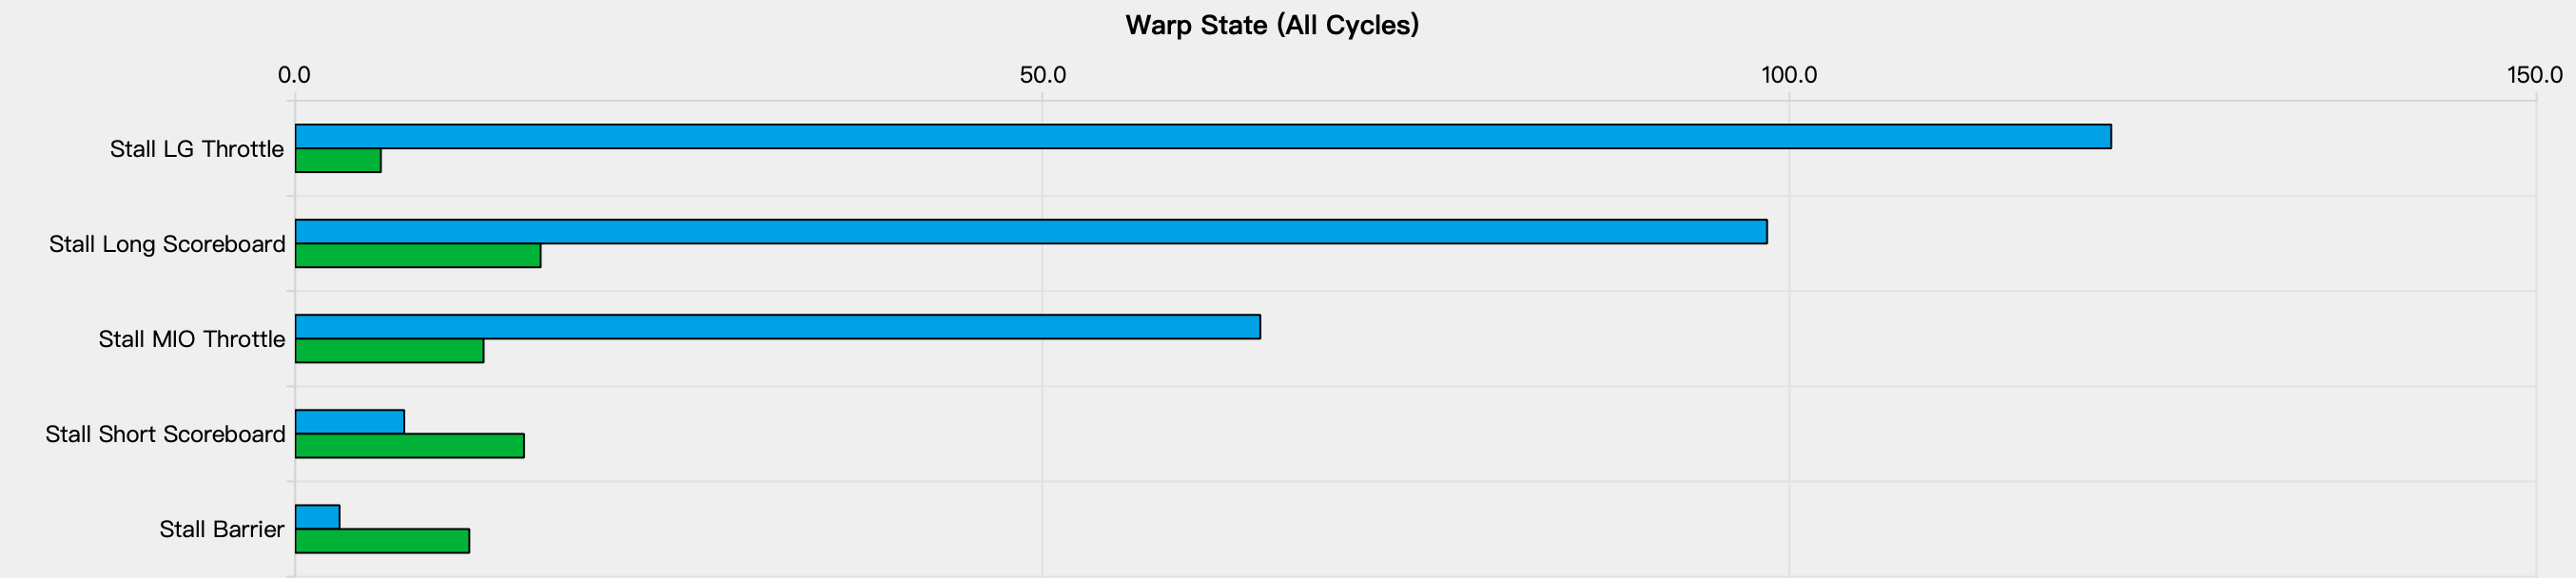 Warp State (All Cycles)
0.0 50.0 100.0 150.0
Stall LG Throttle
Stall Long Scoreboard
Stall MIO Throttle
Stall Short Scoreboard
Stall Barrier